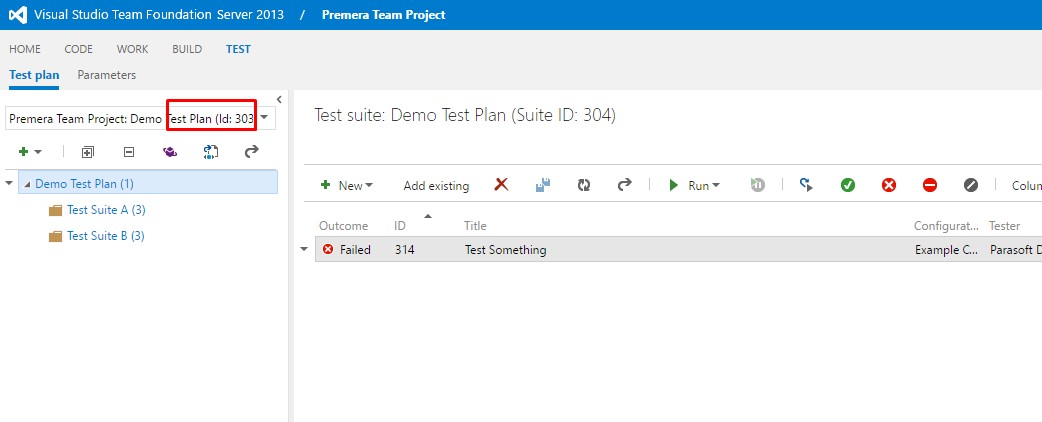 Visual Studio Team Foundation Server 2013 / Premera Team Project
HOME CODE WORK BUILD TEST
Test plan Parameters
Premera Team Project: Demo Test Plan (Id: 303
Demo Test Plan (1)
Test Suite A (3)
Test Suite B (3)
Test suite: Demo Test Plan (Suite ID: 304)
New Add existing Run Colum
Outcome ID Title Configurat... Tester
Failed 314 Test Something Example C... Parasoft D